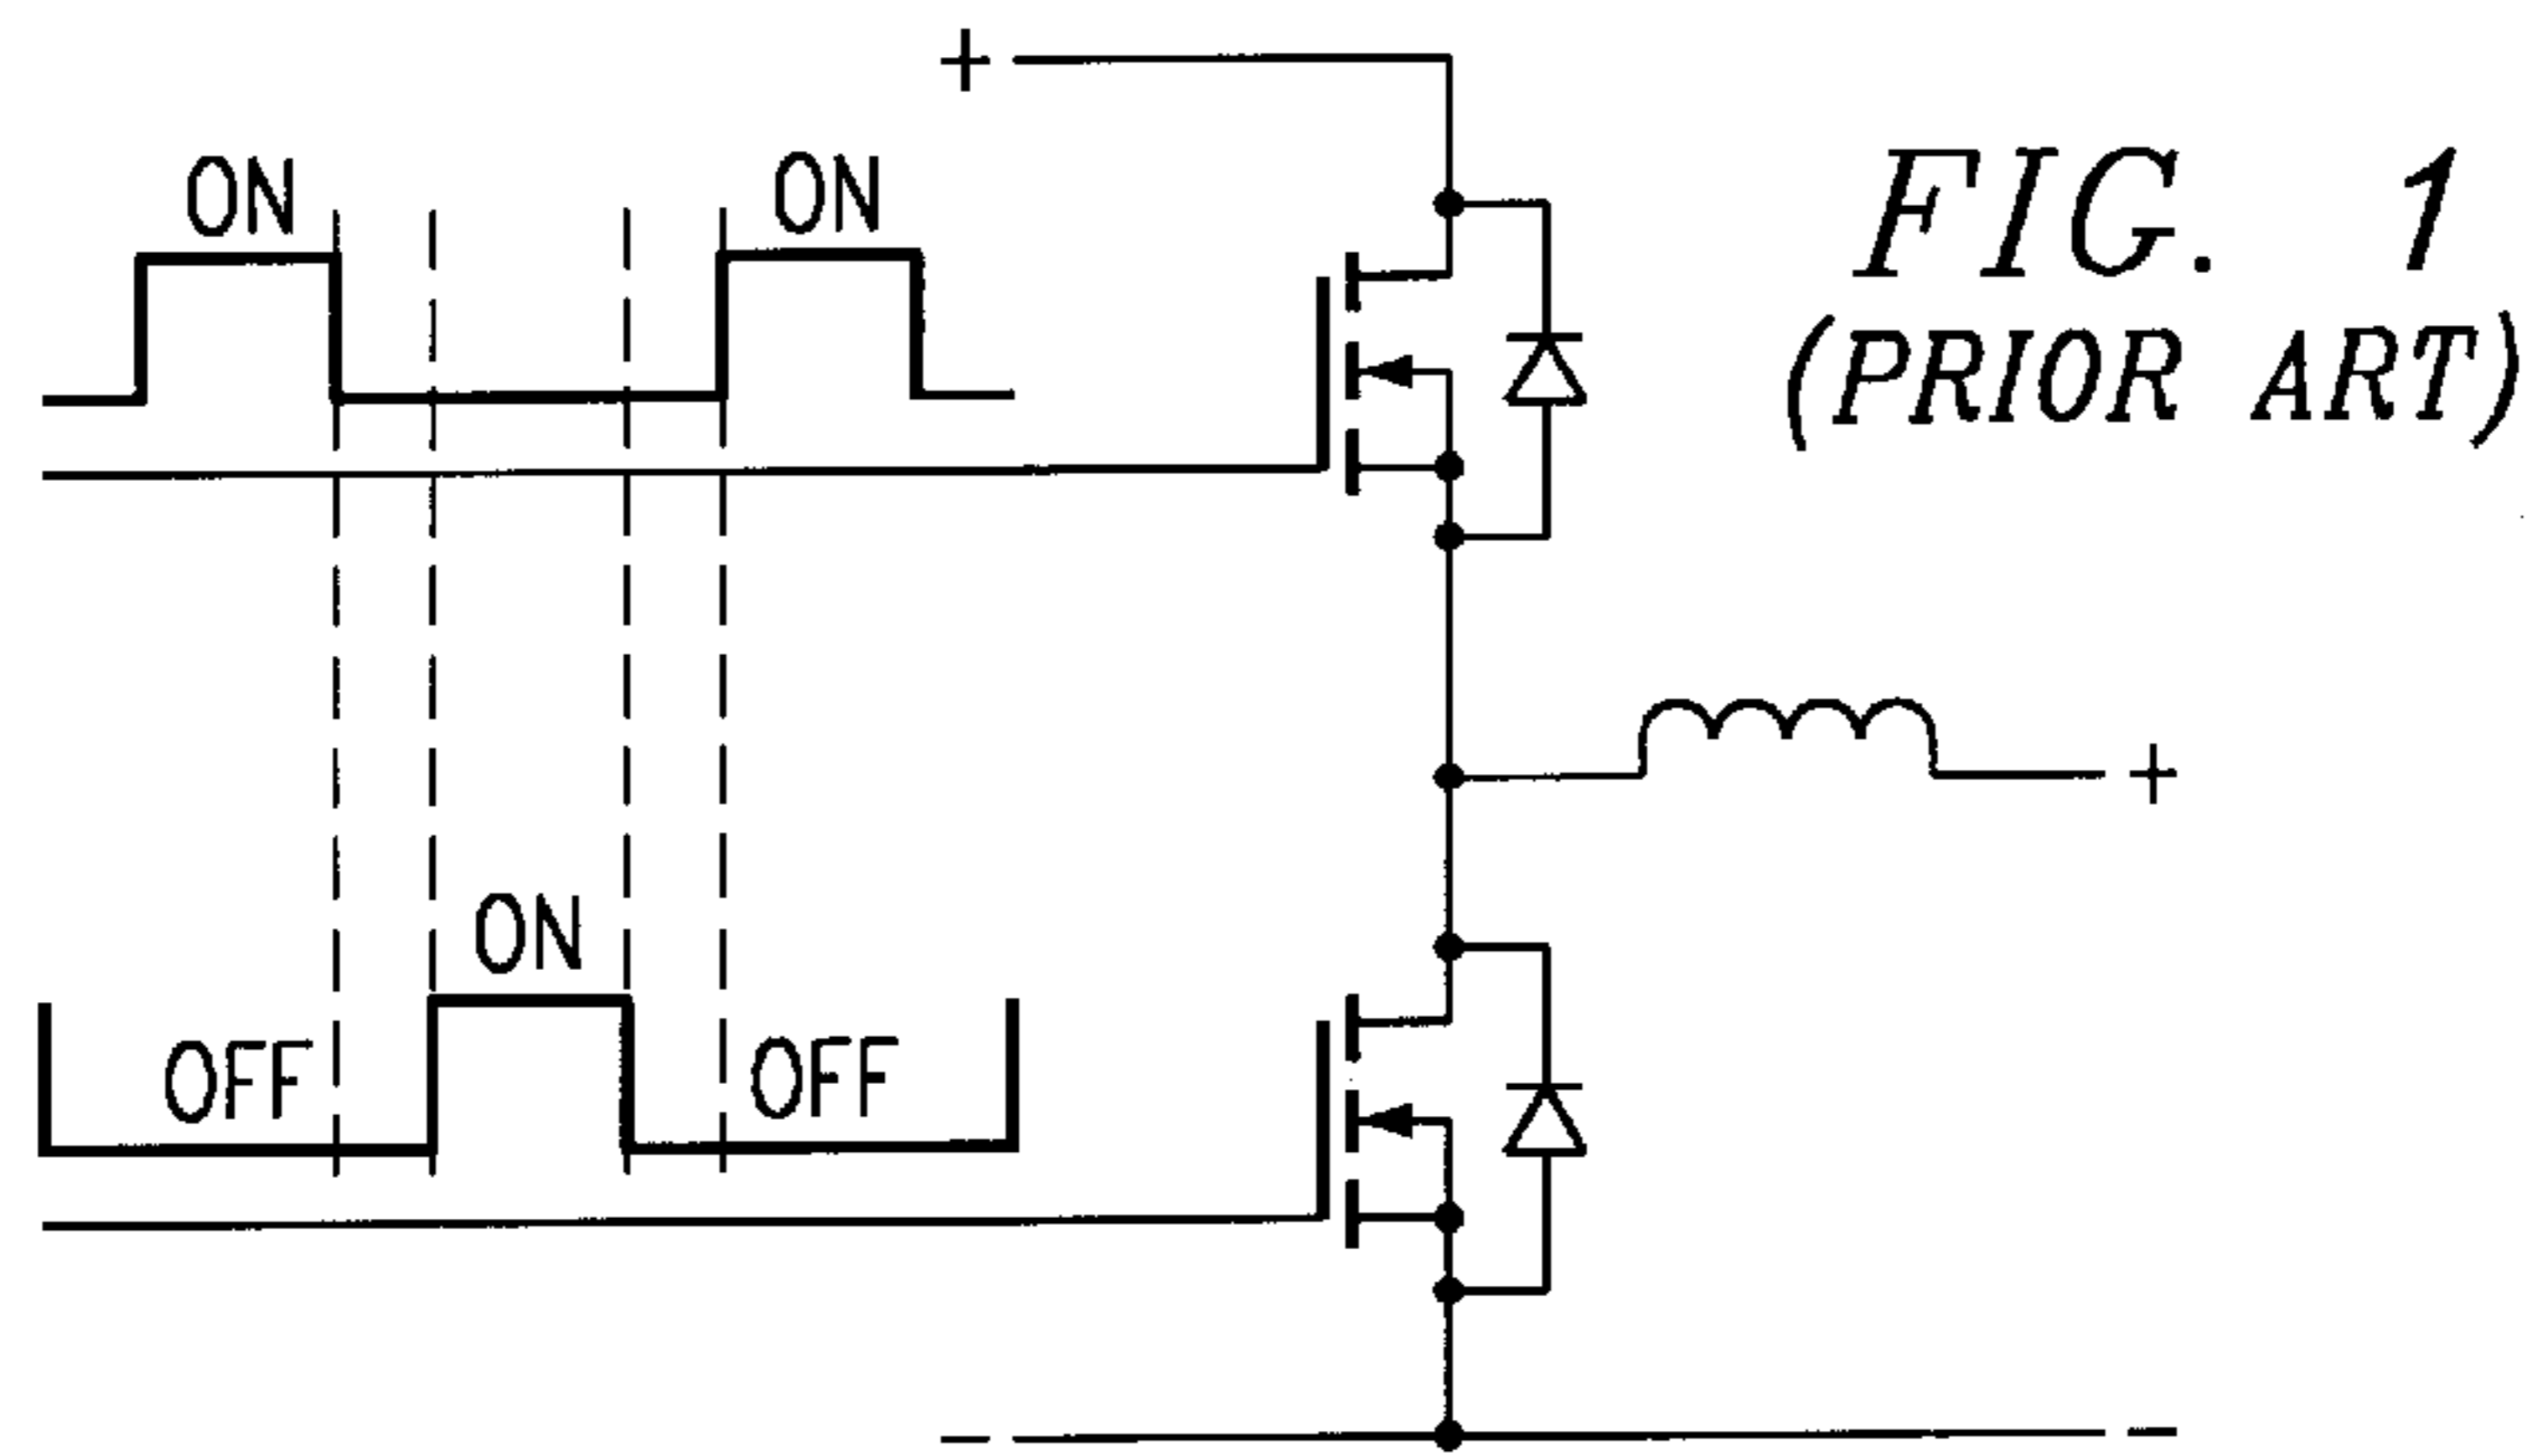 +
ON
ON
FIG. 1
(PRIOR ART)
+
ON
OFF
OFF
-
-